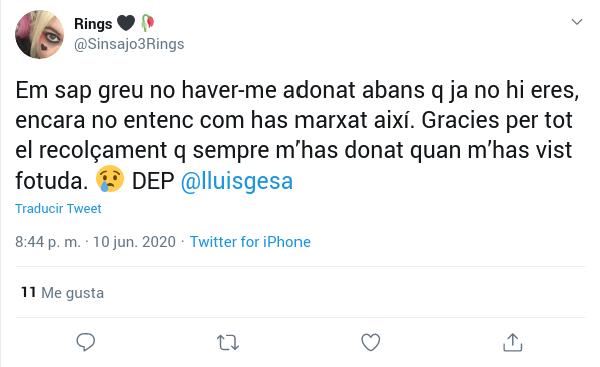 Rings 🖤🥀
@Sinsajo3Rings
Em sap greu no haver-me adonat abans q ja no hi eres,
encara no entenc com has marxat així. Gracies per tot
el recolçament q sempre m’has donat quan m’has vist
fotuda. 😢 DEP @lluisgesa
Traducir Tweet
8:44 p. m. · 10 jun. 2020 · Twitter for iPhone
11 Me gusta